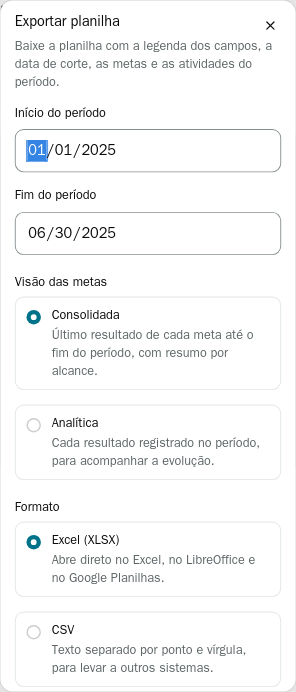 Exportar planilha
Baixe a planilha com a legenda dos campos, a
data de corte, as metas e as atividades do
período.
Início do período
01/01/2025
Fim do período
06/30/2025
Visão das metas
Consolidada
Último resultado de cada meta até o
fim do período, com resumo por
alcance.
Analítica
Cada resultado registrado no período,
para acompanhar a evolução.
Formato
Excel (XLSX)
Abre direto no Excel, no LibreOffice e
no Google Planilhas.
CSV
Texto separado por ponto e vírgula,
para levar a outros sistemas.